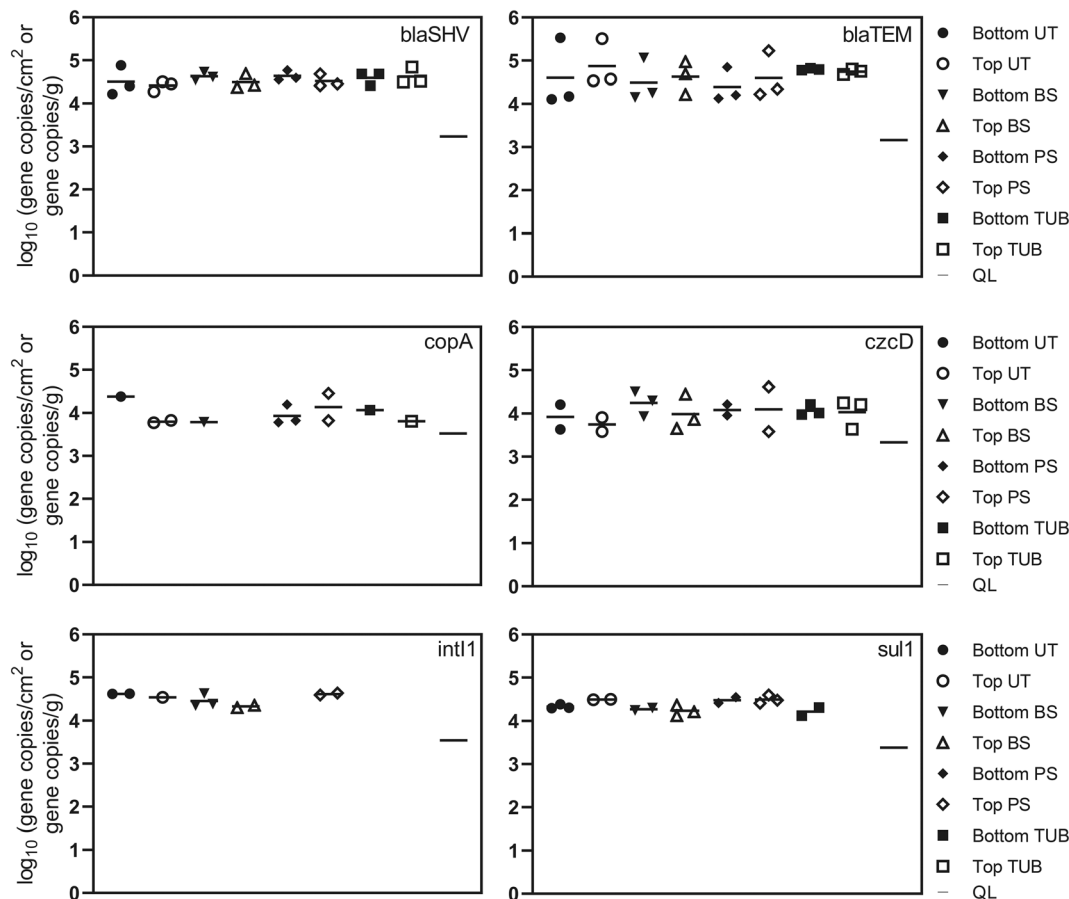 log10 (gene copies/cm2 or
gene copies/g)
6
5
4
3
2
1
0
blaSHV
6
5
4
3
2
1
0
blaTEM
Bottom UT
Top UT
Bottom BS
Top BS
Bottom PS
Top PS
Bottom TUB
Top TUB
QL
log10 (gene copies/cm2 or
gene copies/g)
6
5
4
3
2
1
0
copA
6
5
4
3
2
1
0
czcD
Bottom UT
Top UT
Bottom BS
Top BS
Bottom PS
Top PS
Bottom TUB
Top TUB
QL
log10 (gene copies/cm2 or
gene copies/g)
6
5
4
3
2
1
0
intI1
6
5
4
3
2
1
0
sul1
Bottom UT
Top UT
Bottom BS
Top BS
Bottom PS
Top PS
Bottom TUB
Top TUB
QL